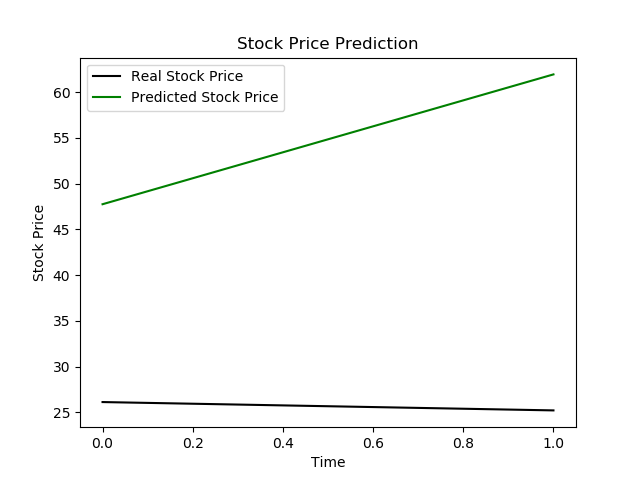 Stock Price Prediction
Real Stock Price
Predicted Stock Price
Stock Price
60
55
50
45
40
35
30
25
0.0 0.2 0.4 0.6 0.8 1.0
Time